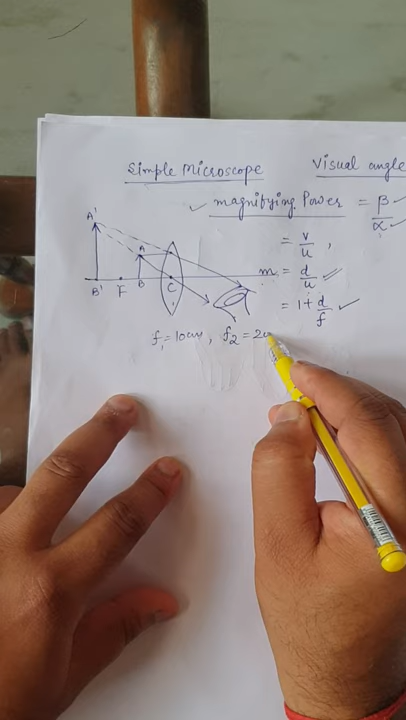 Simple Microscope Visual angle
magnifying Power = β/α
= v/u ,
m = d/u
= 1+d/f
A'
A
B' F B C
f₁=10cm, f₂=2